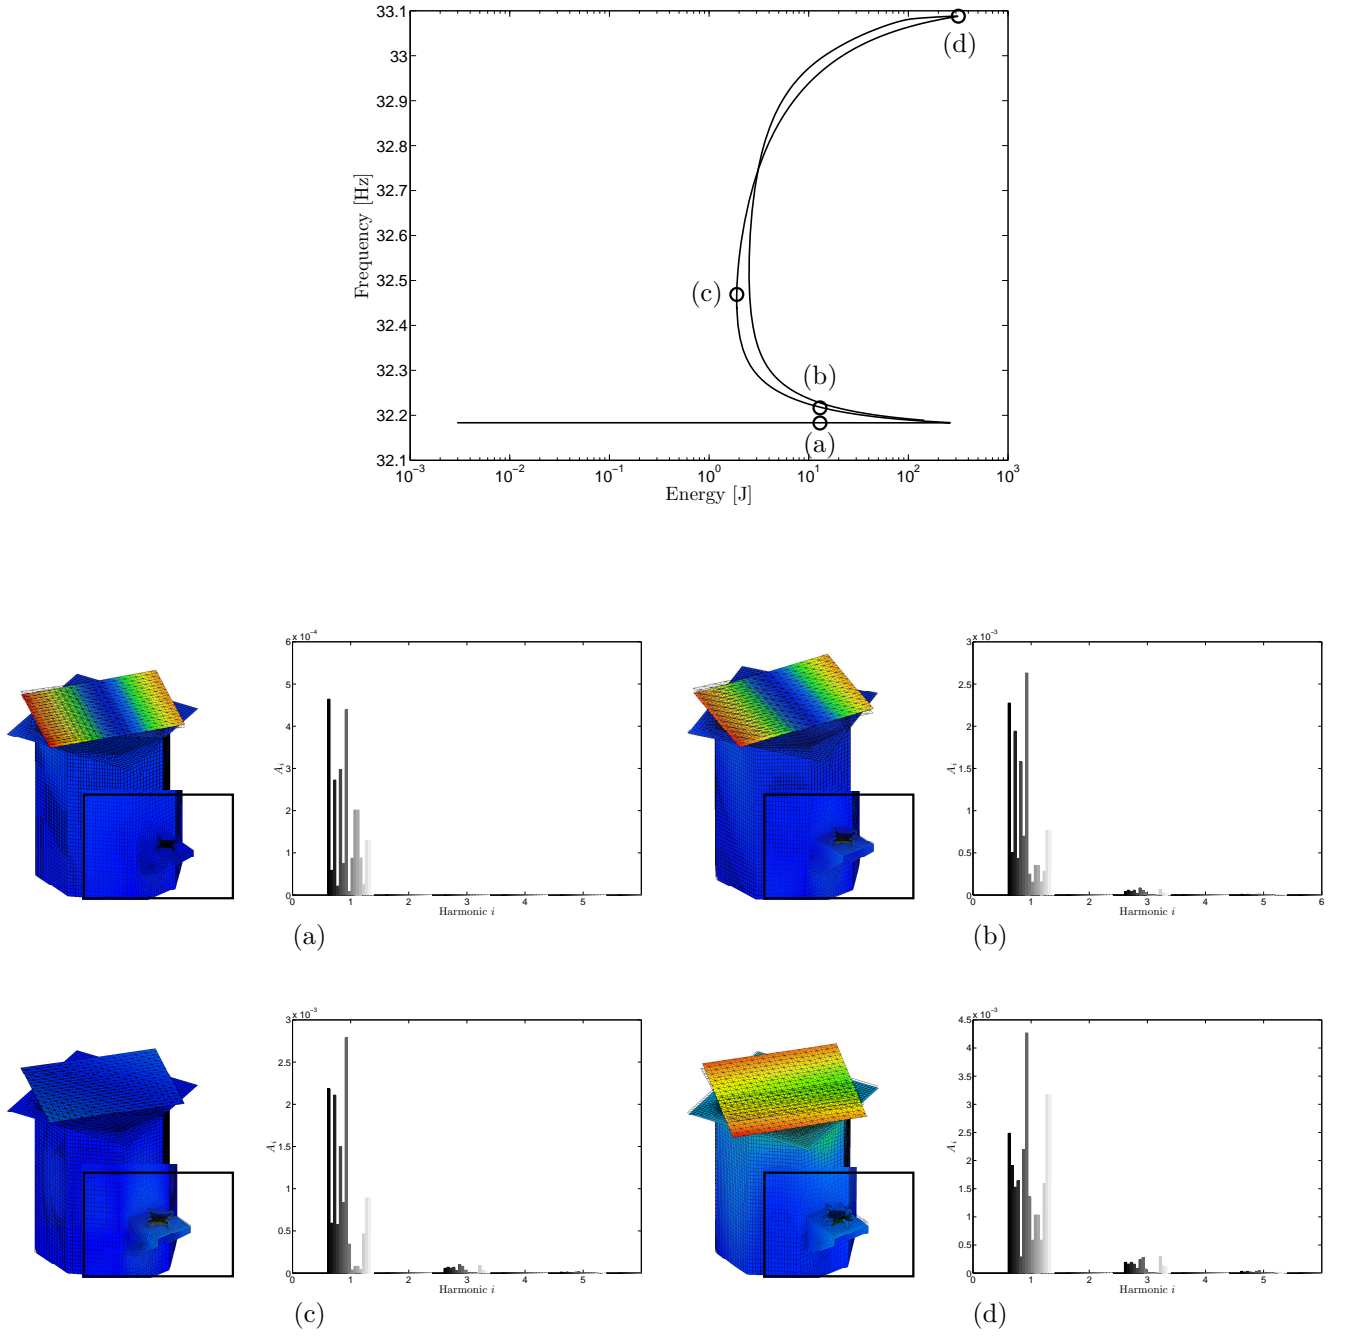 33.1
33
32.9
32.8
32.7
32.6
32.5
32.4
32.3
32.2
32.1
Frequency [Hz]
(d)
(c)
(b)
(a)
10⁻³ 10⁻² 10⁻¹ 10⁰ 10¹ 10² 10³
Energy [J]
6 x 10⁻⁴
5
4
3
2
1
0
A_i
0 1 2 3 4 5
Harmonic i
(a)
3 x 10⁻³
2.5
2
1.5
1
0.5
0
A_i
0 1 2 3 4 5 6
Harmonic i
(b)
3 x 10⁻³
2.5
2
1.5
1
0.5
0
A_i
0 1 2 3 4 5
Harmonic i
(c)
4.5 x 10⁻³
4
3.5
3
2.5
2
1.5
1
0.5
0
A_i
0 1 2 3 4 5
Harmonic i
(d)